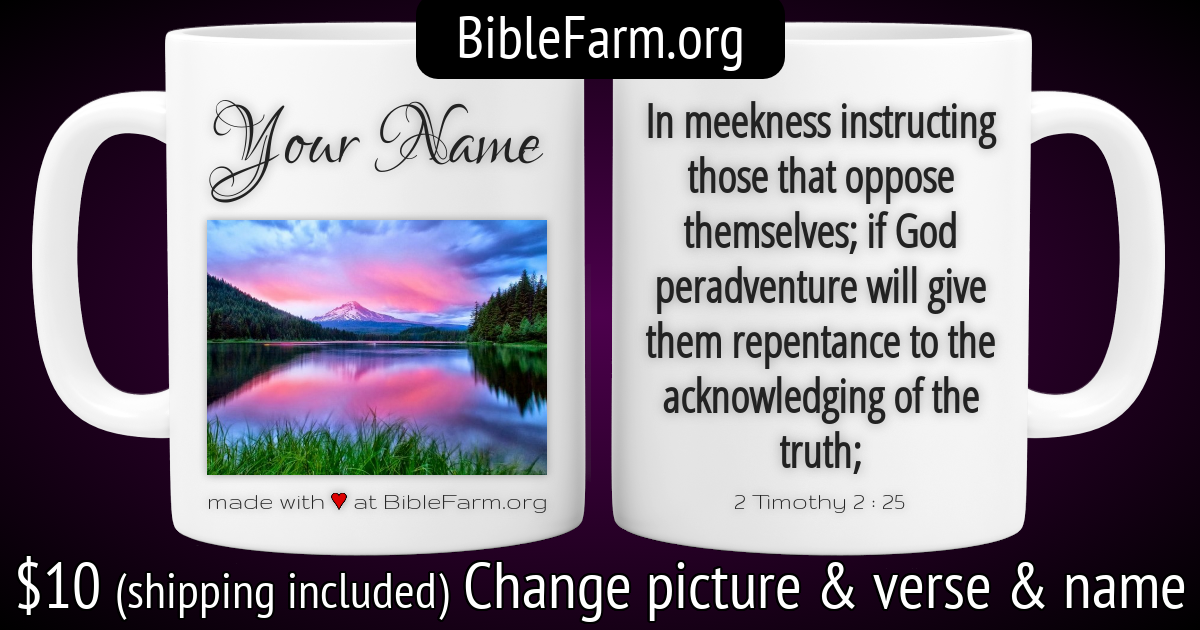 BibleFarm.org
Your Name
made with ♥ at BibleFarm.org
In meekness instructing
those that oppose
themselves; if God
peradventure will give
them repentance to the
acknowledging of the
truth;
2 Timothy 2 : 25
$10 (shipping included) Change picture & verse & name